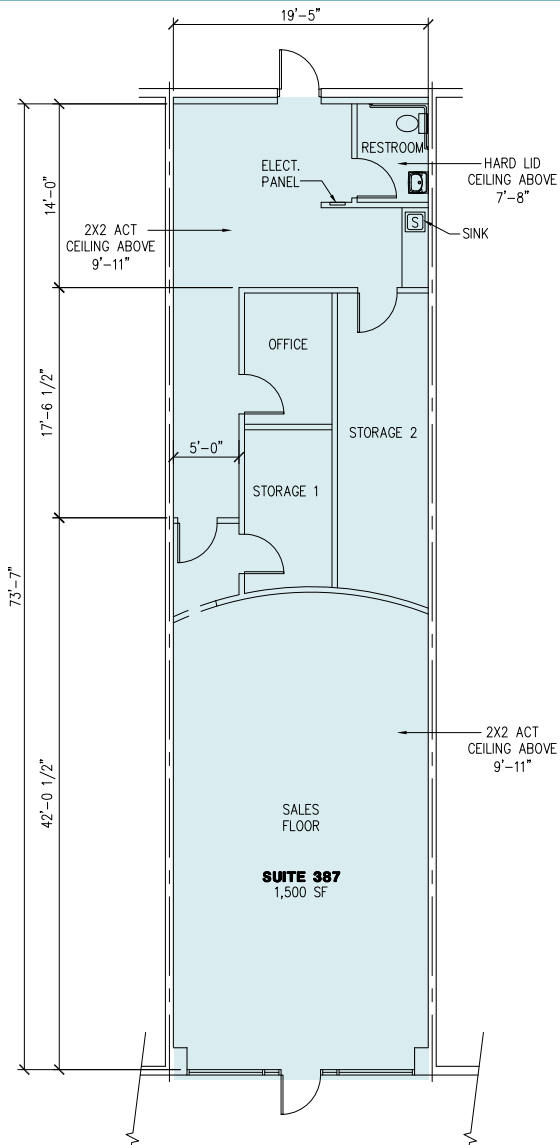 19'-5"
RESTROOM
HARD LID
CEILING ABOVE
7'-8"
ELECT.
PANEL
14'-0"
2X2 ACT
CEILING ABOVE
9'-11"
S
SINK
OFFICE
17'-6 1/2"
STORAGE 2
5'-0"
STORAGE 1
73'-7"
2X2 ACT
CEILING ABOVE
9'-11"
42'-0 1/2"
SALES
FLOOR
SUITE 387
1,500 SF